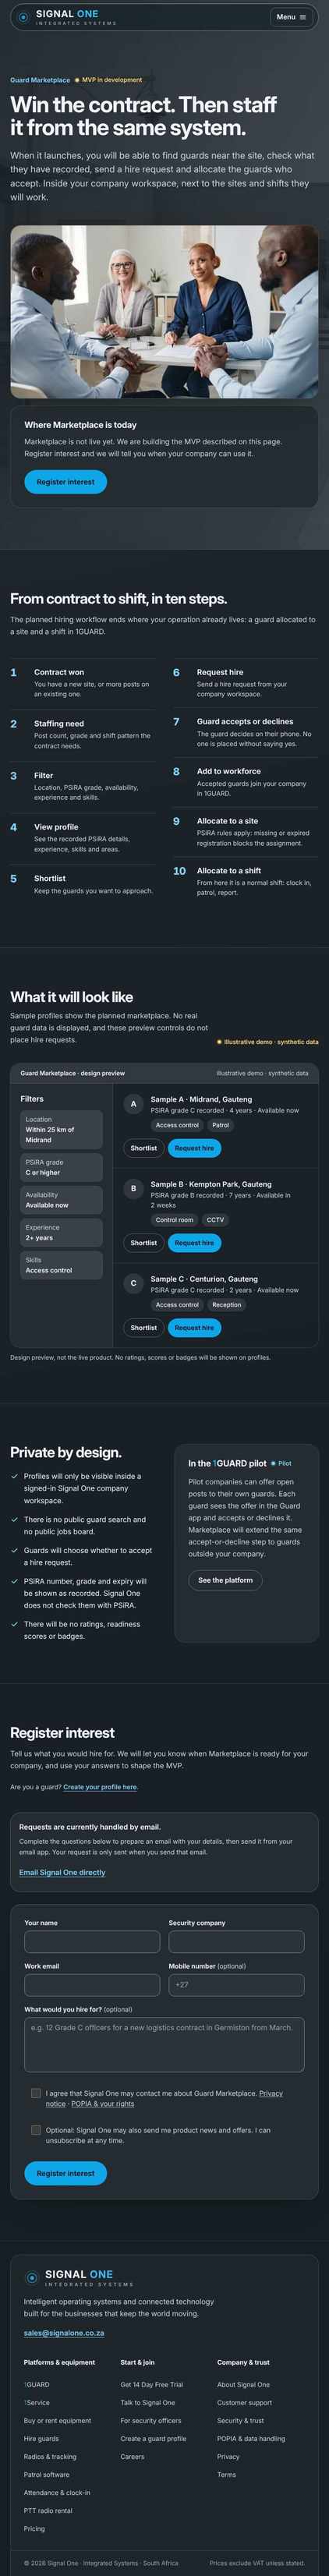 SIGNAL ONE
INTEGRATED SYSTEMS
Menu
Guard Marketplace MVP in development
Win the contract. Then staff
it from the same system.
When it launches, you will be able to find guards near the site, check what
they have recorded, send a hire request and allocate the guards who
accept. Inside your company workspace, next to the sites and shifts they
will work.
Where Marketplace is today
Marketplace is not live yet. We are building the MVP described on this page.
Register interest and we will tell you when your company can use it.
Register interest
From contract to shift, in ten steps.
The planned hiring workflow ends where your operation already lives: a guard allocated to
a site and a shift in 1GUARD.
1 Contract won
You have a new site, or more posts on
an existing one.
2 Staffing need
Post count, grade and shift pattern the
contract needs.
3 Filter
Location, PSiRA grade, availability,
experience and skills.
4 View profile
See the recorded PSiRA details,
experience, skills and areas.
5 Shortlist
Keep the guards you want to approach.
6 Request hire
Send a hire request from your
company workspace.
7 Guard accepts or declines
The guard decides on their phone. No
one is placed without saying yes.
8 Add to workforce
Accepted guards join your company
in 1GUARD.
9 Allocate to a site
PSiRA rules apply: missing or expired
registration blocks the assignment.
10 Allocate to a shift
From here it is a normal shift: clock in,
patrol, report.
What it will look like
Sample profiles show the planned marketplace. No real
guard data is displayed, and these preview controls do not
place hire requests.
Illustrative demo · synthetic data
Guard Marketplace · design preview
Illustrative demo · synthetic data
Filters
Location
Within 25 km of
Midrand
PSiRA grade
C or higher
Availability
Available now
Experience
2+ years
Skills
Access control
A
Sample A · Midrand, Gauteng
PSiRA grade C recorded · 4 years · Available now
Access control Patrol
Shortlist Request hire
B
Sample B · Kempton Park, Gauteng
PSiRA grade B recorded · 7 years · Available in
2 weeks
Control room CCTV
Shortlist Request hire
C
Sample C · Centurion, Gauteng
PSiRA grade C recorded · 2 years · Available now
Access control Reception
Shortlist Request hire
Design preview, not the live product. No ratings, scores or badges will be shown on profiles.
Private by design.
Profiles will only be visible inside a
signed-in Signal One company
workspace.
There is no public guard search and
no public jobs board.
Guards will choose whether to accept
a hire request.
PSiRA number, grade and expiry will
be shown as recorded. Signal One
does not check them with PSiRA.
There will be no ratings, readiness
scores or badges.
In the 1GUARD pilot Pilot
Pilot companies can offer open
posts to their own guards. Each
guard sees the offer in the Guard
app and accepts or declines it.
Marketplace will extend the same
accept-or-decline step to guards
outside your company.
See the platform
Register interest
Tell us what you would hire for. We will let you know when Marketplace is ready for your
company, and use your answers to shape the MVP.
Are you a guard? Create your profile here.
Requests are currently handled by email.
Complete the questions below to prepare an email with your details, then send it from your
email app. Your request is only sent when you send that email.
Email Signal One directly
Your name
Security company
Work email
Mobile number (optional)
+27
What would you hire for? (optional)
e.g. 12 Grade C officers for a new logistics contract in Germiston from March.
I agree that Signal One may contact me about Guard Marketplace. Privacy
notice · POPIA & your rights
Optional: Signal One may also send me product news and offers. I can
unsubscribe at any time.
Register interest
SIGNAL ONE
INTEGRATED SYSTEMS
Intelligent operating systems and connected technology
built for the businesses that keep the world moving.
sales@signalone.co.za
Platforms & equipment
1GUARD
1Service
Buy or rent equipment
Hire guards
Radios & tracking
Patrol software
Attendance & clock-in
PTT radio rental
Pricing
Start & join
Get 14 Day Free Trial
Talk to Signal One
For security officers
Create a guard profile
Careers
Company & trust
About Signal One
Customer support
Security & trust
POPIA & data handling
Privacy
Terms
© 2026 Signal One · Integrated Systems · South Africa
Prices exclude VAT unless stated.